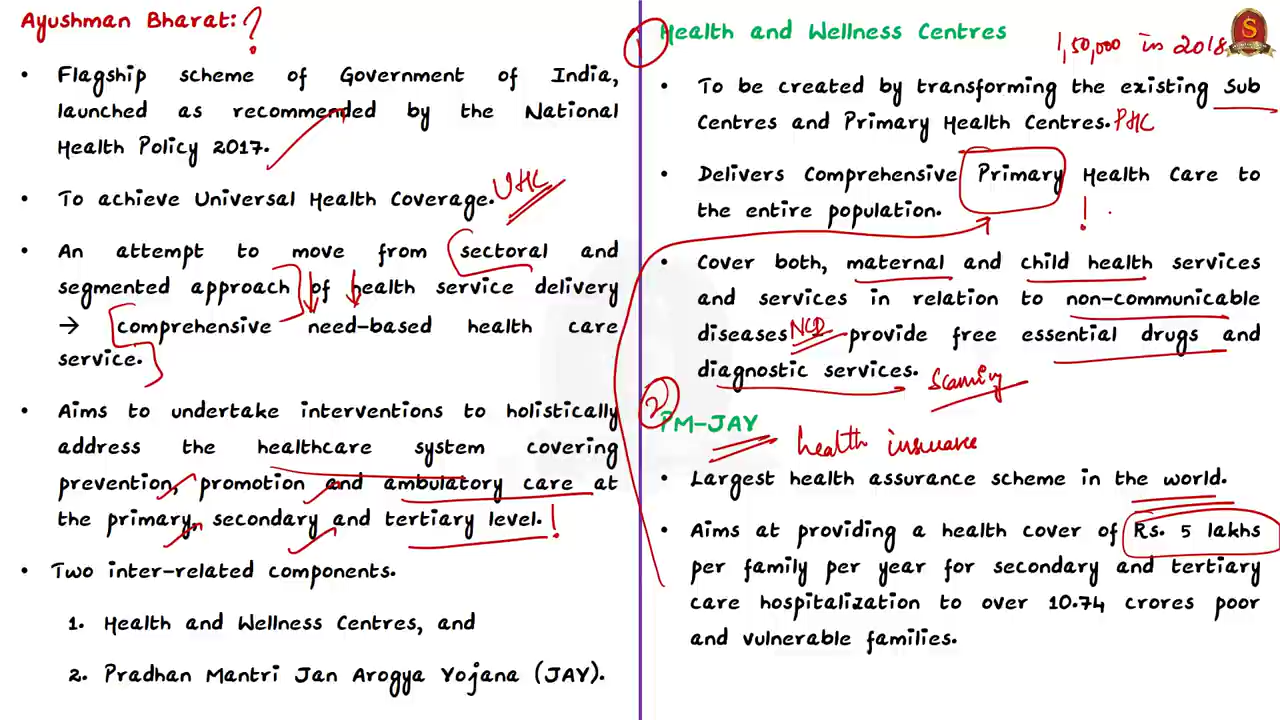 Ayushman Bharat: ?
• Flagship scheme of Government of India,
launched as recommended by the National
Health Policy 2017.
• To achieve Universal Health Coverage. UHC
• An attempt to move from sectoral and
segmented approach of health service delivery
→ comprehensive need-based health care
service.
• Aims to undertake interventions to holistically
address the healthcare system covering
prevention, promotion and ambulatory care at
the primary, secondary and tertiary level. !
• Two inter-related components.
1. Health and Wellness Centres, and
2. Pradhan Mantri Jan Arogya Yojana (JAY).
1 Health and Wellness Centres
1,50,000 in 2018
S
• To be created by transforming the existing Sub
Centres and Primary Health Centres. PHC
• Delivers Comprehensive Primary Health Care to
the entire population. !
• Cover both, maternal and child health services
and services in relation to non-communicable
diseases NCD provide free essential drugs and
diagnostic services. Scanning
2 PM-JAY
health insurance
• Largest health assurance scheme in the world.
• Aims at providing a health cover of Rs. 5 lakhs
per family per year for secondary and tertiary
care hospitalization to over 10.74 crores poor
and vulnerable families.